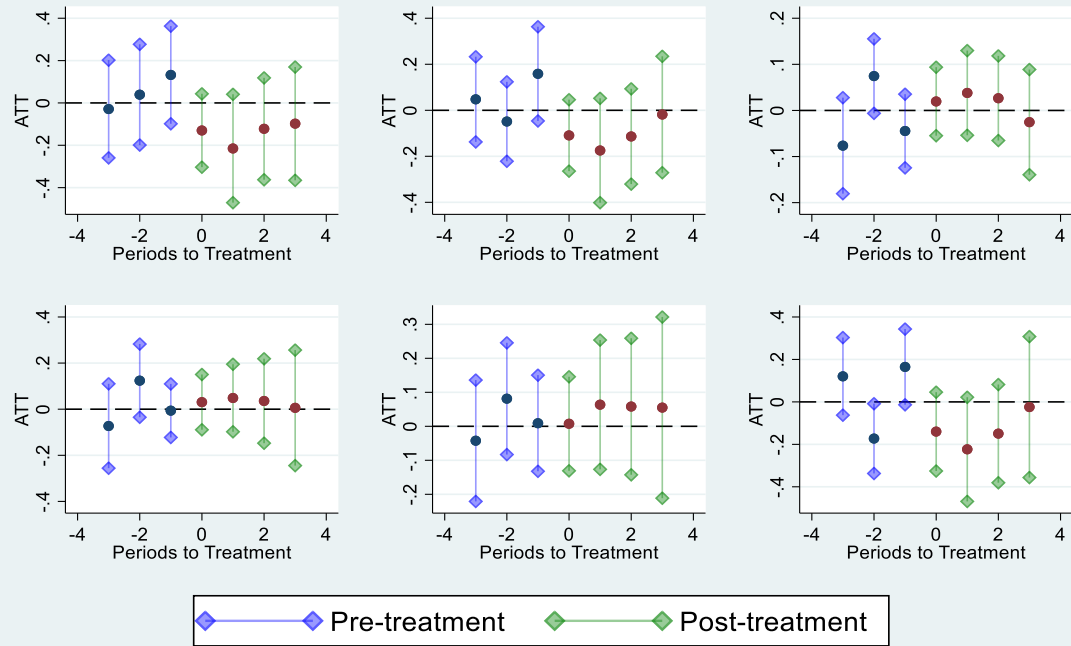 .4 .2 0 -.2 -.4
ATT
-4 -2 0 2 4
Periods to Treatment
.4 .2 0 -.2 -.4
ATT
-4 -2 0 2 4
Periods to Treatment
.2 .1 0 -.1 -.2
ATT
-4 -2 0 2 4
Periods to Treatment
.4 .2 0 -.2 -.4
ATT
-4 -2 0 2 4
Periods to Treatment
.3 .2 .1 0 -.1 -.2
ATT
-4 -2 0 2 4
Periods to Treatment
.4 .2 0 -.2 -.4
ATT
-4 -2 0 2 4
Periods to Treatment
Pre-treatment Post-treatment